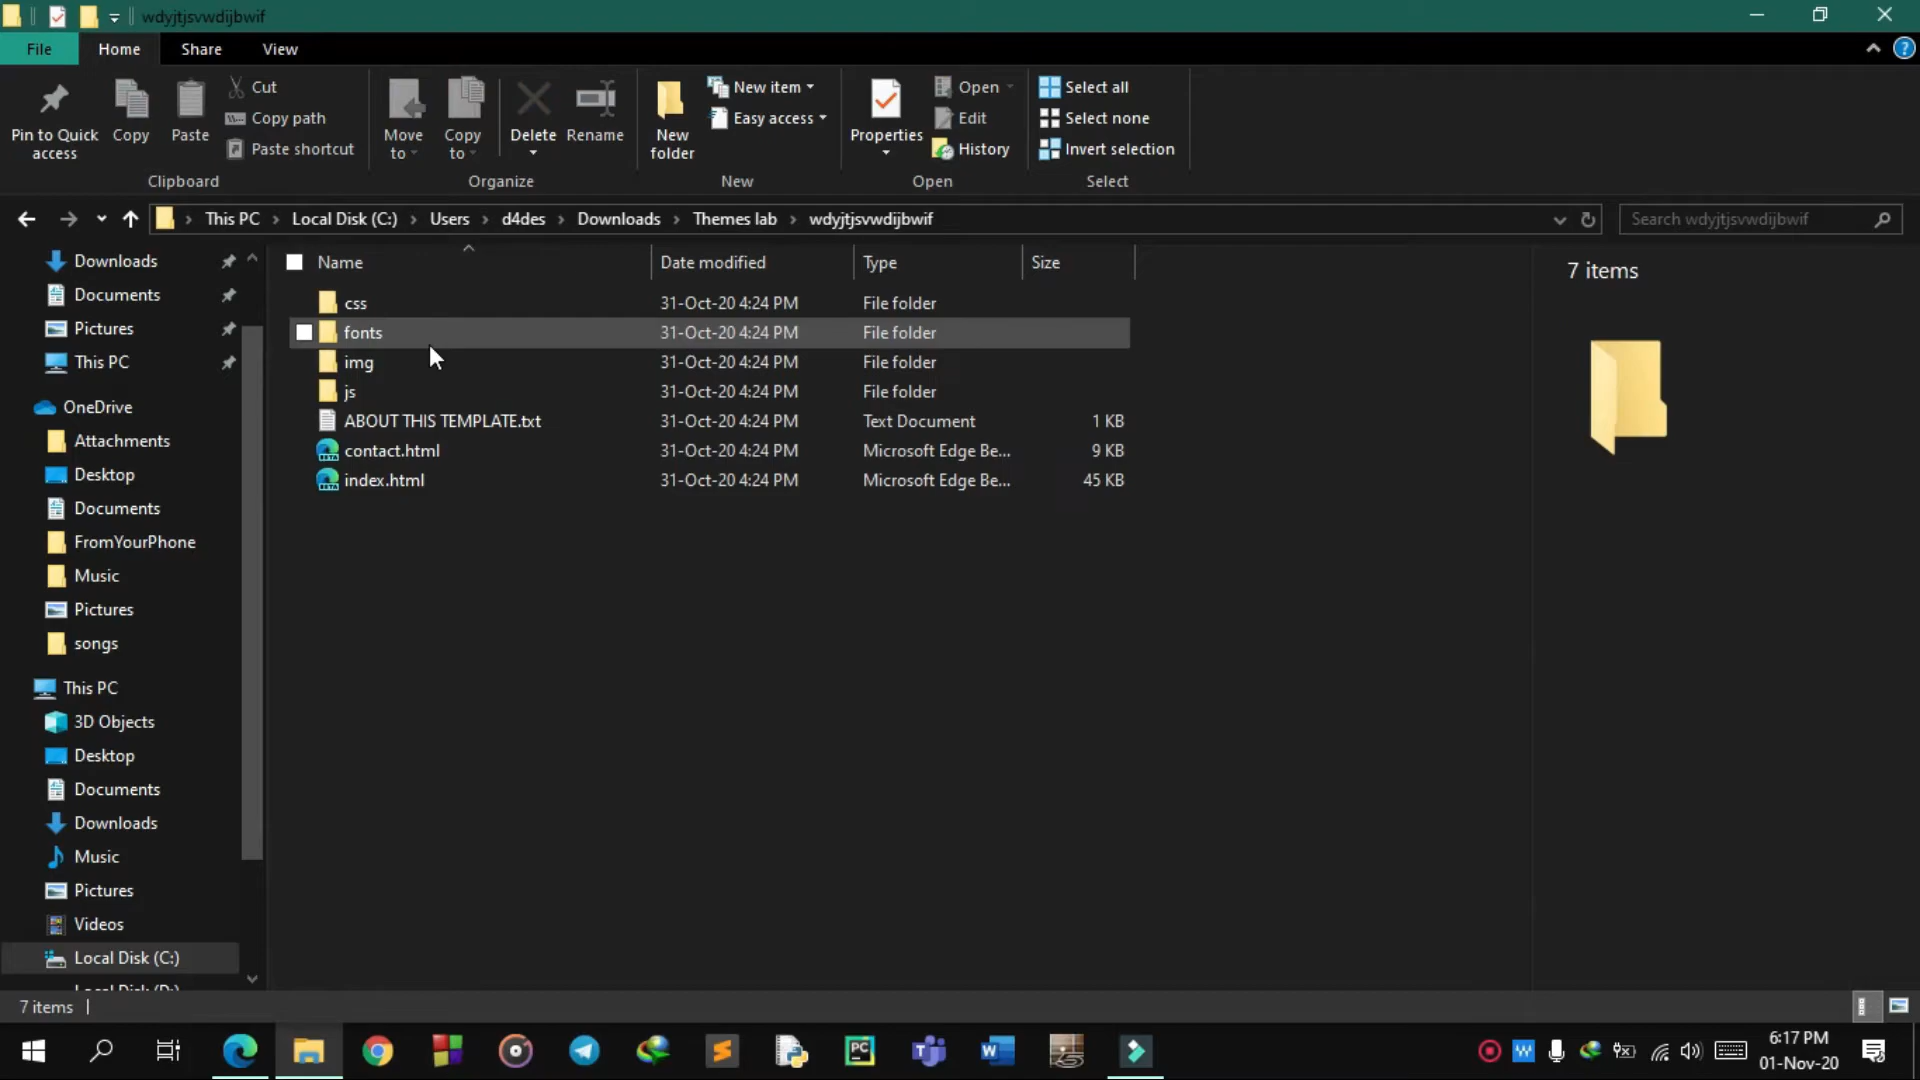 wdyjtjsvwdijbwif
File Home Share View
Pin to Quick access
Copy
Paste
Cut
Copy path
Paste shortcut
Move to
Copy to
Delete
Rename
New folder
New item
Easy access
Properties
Open
Edit
History
Select all
Select none
Invert selection
Clipboard Organize New Open Select
This PC Local Disk (C:) Users d4des Downloads Themes lab wdyjtjsvwdijbwif
Search wdyjtjsvwdijbwif
Downloads
Documents
Pictures
This PC
OneDrive
Attachments
Desktop
Documents
FromYourPhone
Music
Pictures
songs
This PC
3D Objects
Desktop
Documents
Downloads
Music
Pictures
Videos
Local Disk (C:)
Local Disk (D:)
Name Date modified Type Size
css 31-Oct-20 4:24 PM File folder
fonts 31-Oct-20 4:24 PM File folder
img 31-Oct-20 4:24 PM File folder
js 31-Oct-20 4:24 PM File folder
ABOUT THIS TEMPLATE.txt 31-Oct-20 4:24 PM Text Document 1 KB
contact.html 31-Oct-20 4:24 PM Microsoft Edge Be... 9 KB
index.html 31-Oct-20 4:24 PM Microsoft Edge Be... 45 KB
7 items
7 items
6:17 PM
01-Nov-20